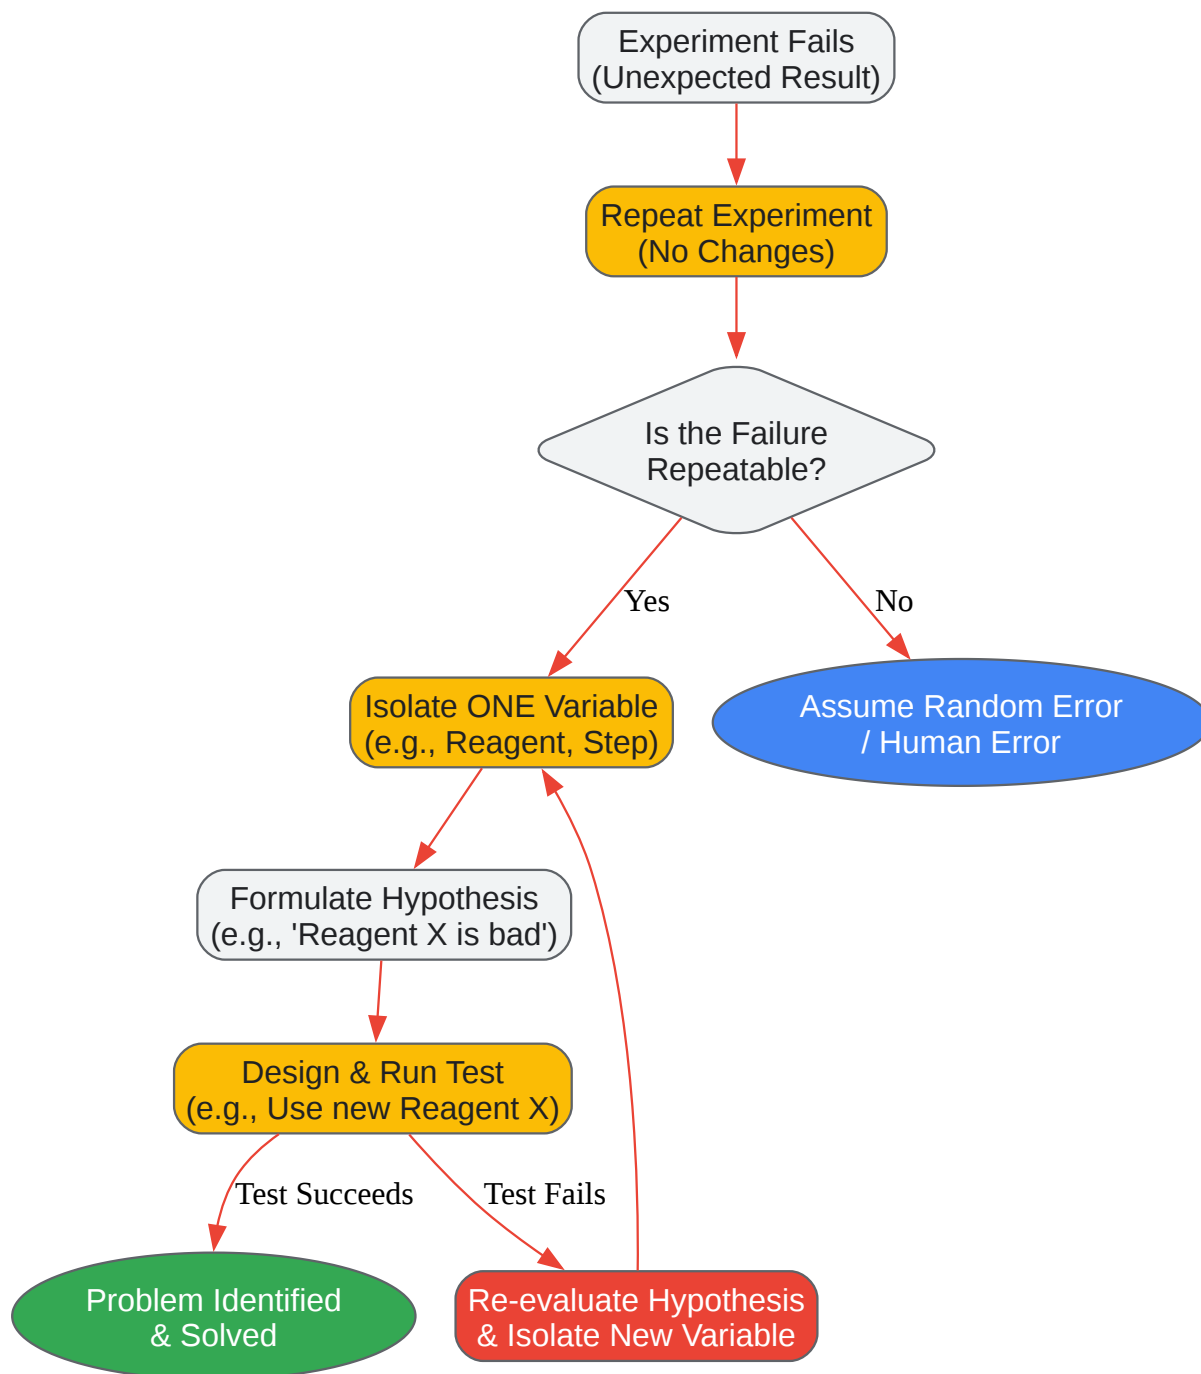 Experiment Fails
(Unexpected Result)
Repeat Experiment
(No Changes)
Is the Failure
Repeatable?
Yes
No
Isolate ONE Variable
(e.g., Reagent, Step)
Assume Random Error
/ Human Error
Formulate Hypothesis
(e.g., 'Reagent X is bad')
Design & Run Test
(e.g., Use new Reagent X)
Test Succeeds
Test Fails
Problem Identified
& Solved
Re-evaluate Hypothesis
& Isolate New Variable